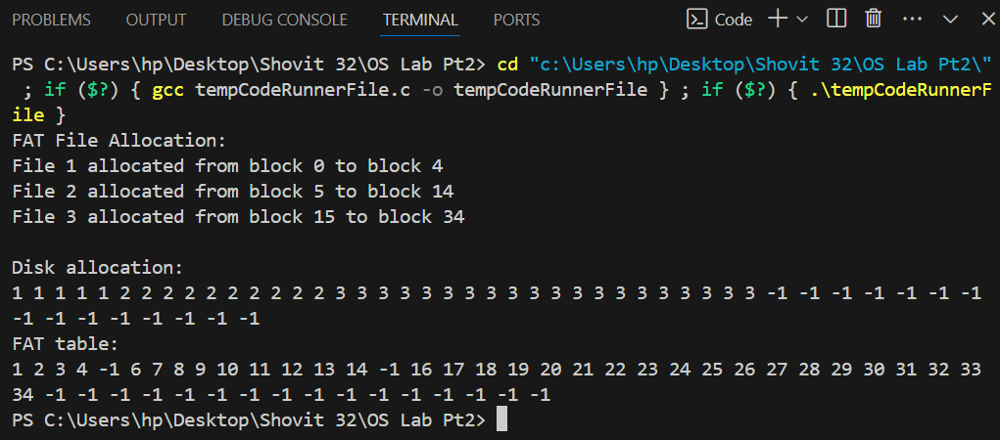 PROBLEMS OUTPUT DEBUG CONSOLE TERMINAL PORTS Code
PS C:\Users\hp\Desktop\Shovit 32\OS Lab Pt2> cd "c:\Users\hp\Desktop\Shovit 32\OS Lab Pt2\"
; if ($?) { gcc tempCodeRunnerFile.c -o tempCodeRunnerFile } ; if ($?) { .\tempCodeRunnerF
ile }
FAT File Allocation:
File 1 allocated from block 0 to block 4
File 2 allocated from block 5 to block 14
File 3 allocated from block 15 to block 34
Disk allocation:
1 1 1 1 1 2 2 2 2 2 2 2 2 2 2 3 3 3 3 3 3 3 3 3 3 3 3 3 3 3 3 3 3 3 3 -1 -1 -1 -1 -1 -1 -1
-1 -1 -1 -1 -1 -1 -1 -1
FAT table:
1 2 3 4 -1 6 7 8 9 10 11 12 13 14 -1 16 17 18 19 20 21 22 23 24 25 26 27 28 29 30 31 32 33
34 -1 -1 -1 -1 -1 -1 -1 -1 -1 -1 -1 -1 -1 -1 -1 -1
PS C:\Users\hp\Desktop\Shovit 32\OS Lab Pt2>